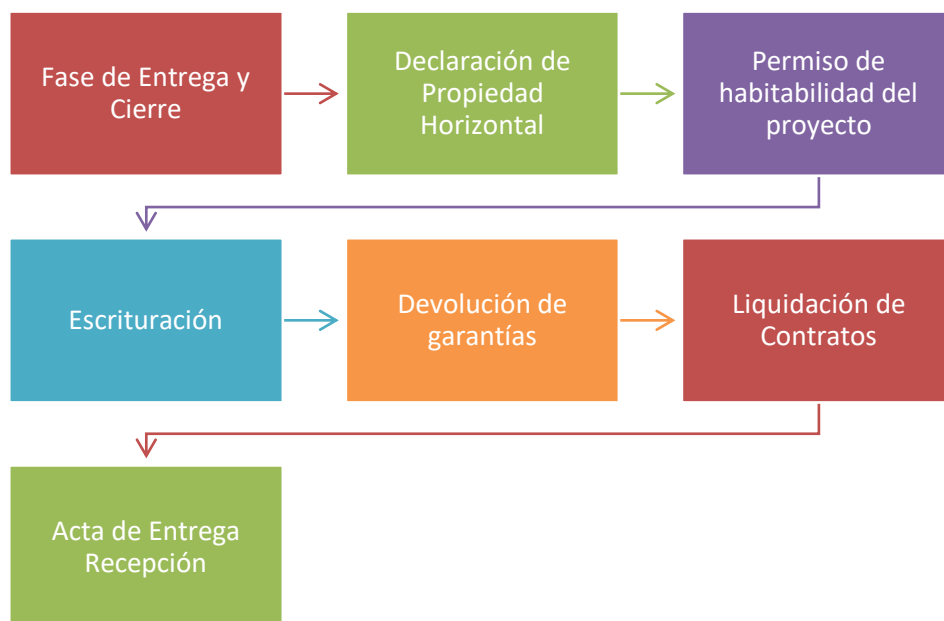 Fase de Entrega y
Cierre
Declaración de
Propiedad
Horizontal
Permiso de
habitabilidad del
proyecto
Escrituración
Devolución de
garantías
Liquidación de
Contratos
Acta de Entrega
Recepción